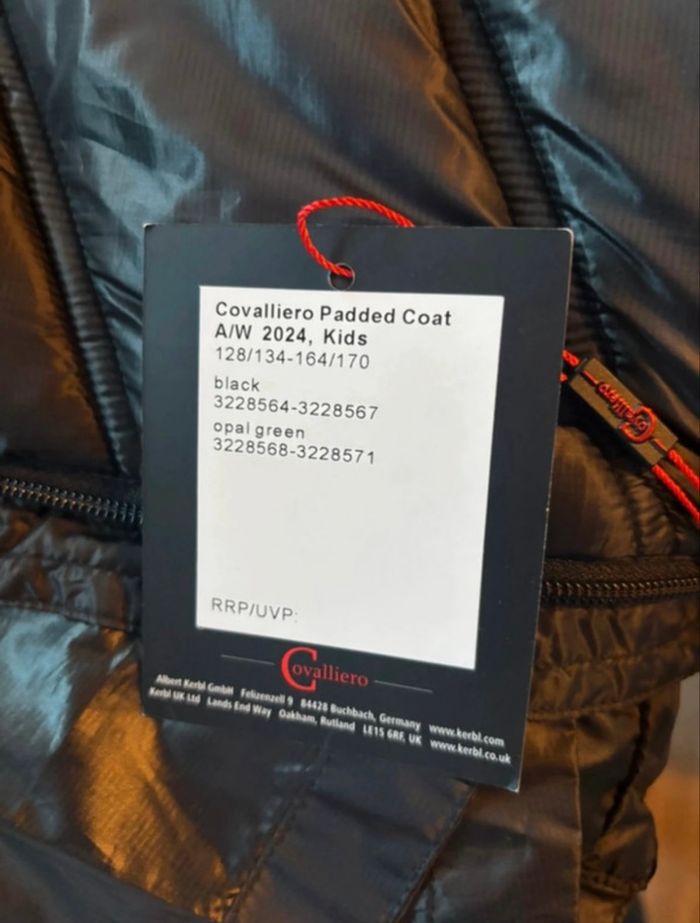 Covalliero Padded Coat
A/W 2024, Kids
128/134-164/170
black
3228564-3228567
opal green
3228568-3228571
RRP/UVP:
Covalliero
Albert Kerbl GmbH Felizenzell 9 84428 Buchbach, Germany www.kerbl.com
Kerbl UK Ltd Lands End Way Oakham, Rutland LE15 6RF, UK www.kerbl.co.uk
Covalliero